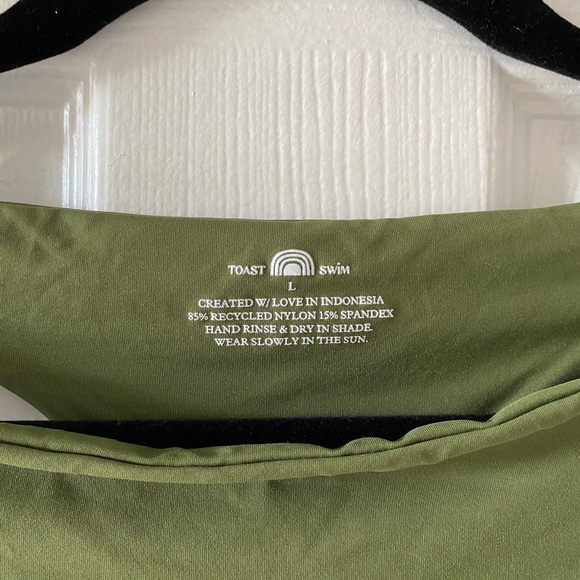 TOAST SWiM
L
CREATED W/ LOVE IN INDONESIA
85% RECYCLED NYLON 15% SPANDEX
HAND RINSE & DRY IN SHADE.
WEAR SLOWLY IN THE SUN.